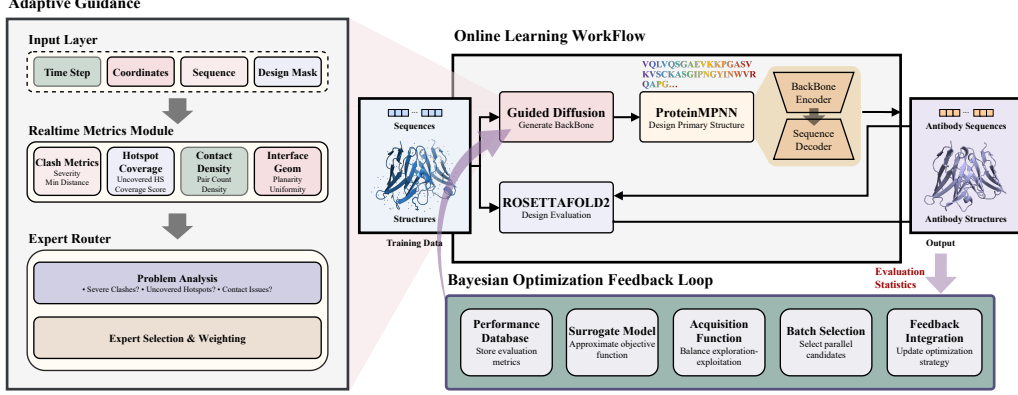 Adaptive Guidance
Input Layer
Time Step
Coordinates
Sequence
Design Mask
Realtime Metrics Module
Clash Metrics
Severity
Min Distance
Hotspot
Coverage
Uncovered HS
Coverage Score
Contact
Density
Pair Count
Density
Interface
Geom
Planarity
Uniformity
Expert Router
Problem Analysis
• Severe Clashes? • Uncovered Hotspots? • Contact Issues?
Expert Selection & Weighting
Online Learning WorkFlow
...
Sequences
Structures
Training Data
Guided Diffusion
Generate BackBone
VQLVQSGAEVKKPGASV
KVSCKASGIPNGYINWVR
QAPG...
ProteinMPNN
Design Primary Structure
BackBone
Encoder
Sequence
Decoder
ROSETTAFOLD2
Design Evaluation
...
Antibody Sequences
Antibody Structures
Output
Evaluation
Statistics
Bayesian Optimization Feedback Loop
Performance
Database
Store evaluation
metrics
Surrogate Model
Approximate objective
function
Acquisition
Function
Balance exploration-
exploitation
Batch Selection
Select parallel
candidates
Feedback
Integration
Update optimization
strategy